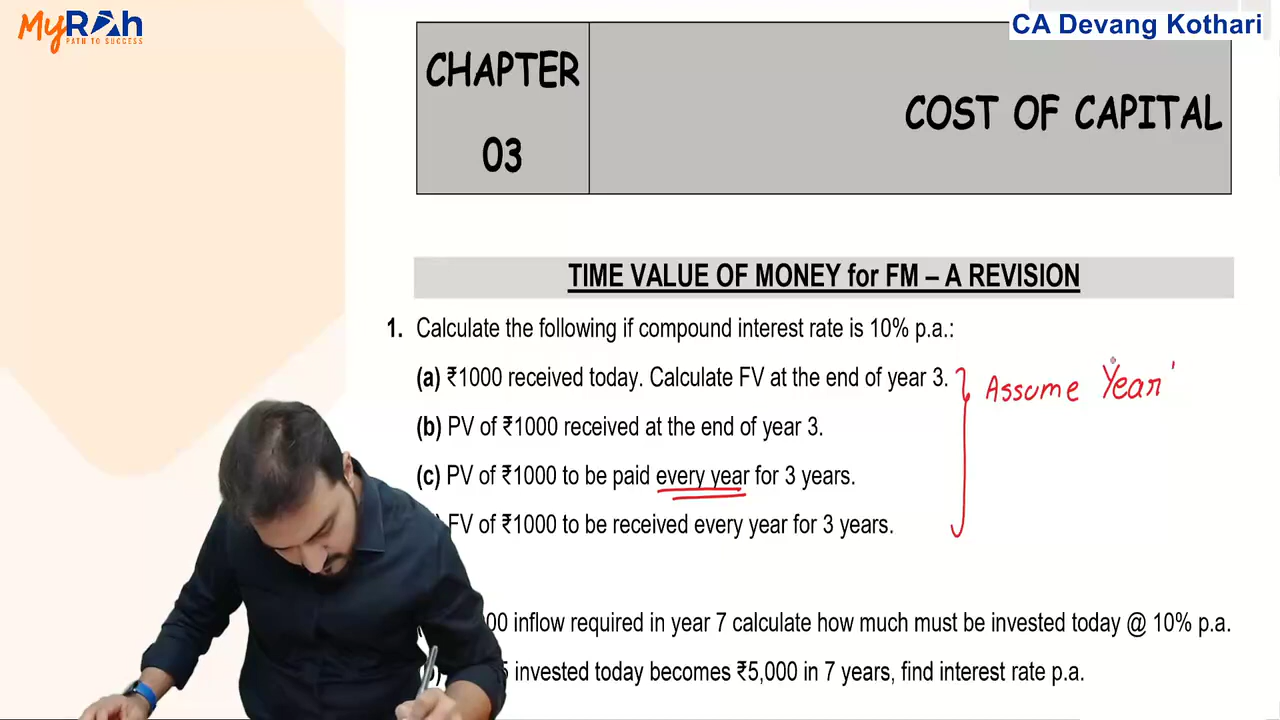 MyRAh
PATH TO SUCCESS
CA Devang Kothari
CHAPTER
03
COST OF CAPITAL
TIME VALUE OF MONEY for FM – A REVISION
1. Calculate the following if compound interest rate is 10% p.a.:
(a) ₹1000 received today. Calculate FV at the end of year 3.
Assume Year'
(b) PV of ₹1000 received at the end of year 3.
(c) PV of ₹1000 to be paid every year for 3 years.
) FV of ₹1000 to be received every year for 3 years.
00 inflow required in year 7 calculate how much must be invested today @ 10% p.a.
invested today becomes ₹5,000 in 7 years, find interest rate p.a.